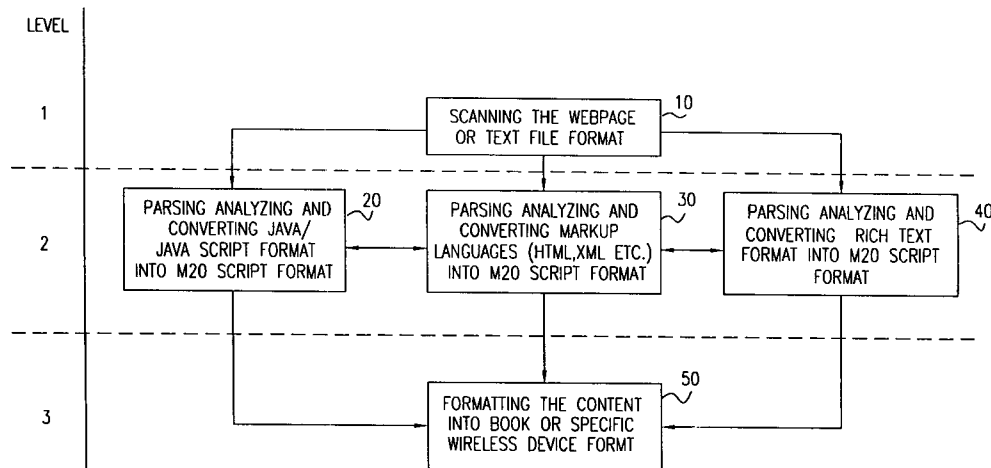 LEVEL
1
10
SCANNING THE WEBPAGE
OR TEXT FILE FORMAT
2
20
PARSING ANALYZING AND
CONVERTING JAVA/
JAVA SCRIPT FORMAT
INTO M20 SCRIPT FORMAT
30
PARSING ANALYZING AND
CONVERTING MARKUP
LANGUAGES (HTML,XML ETC.)
INTO M20 SCRIPT FORMAT
40
PARSING ANALYZING AND
CONVERTING RICH TEXT
FORMAT INTO M20 SCRIPT
FORMAT
3
50
FORMATTING THE CONTENT
INTO BOOK OR SPECIFIC
WIRELESS DEVICE FORMT